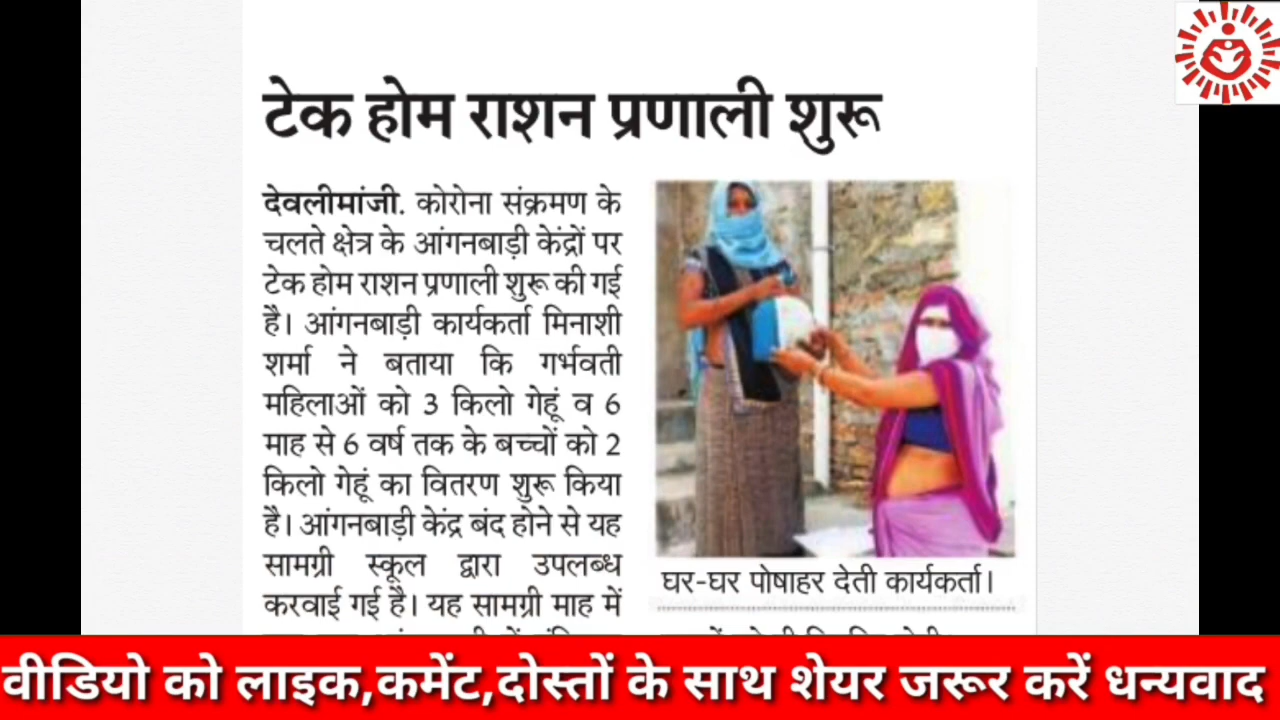 टेक होम राशन प्रणाली शुरू
देवलीमांजी. कोरोना संक्रमण के
चलते क्षेत्र के आंगनबाड़ी केंद्रों पर
टेक होम राशन प्रणाली शुरू की गई
है। आंगनबाड़ी कार्यकर्ता मिनाशी
शर्मा ने बताया कि गर्भवती
महिलाओं को 3 किलो गेहूं व 6
माह से 6 वर्ष तक के बच्चों को 2
किलो गेहूं का वितरण शुरू किया
है। आंगनबाड़ी केंद्र बंद होने से यह
सामग्री स्कूल द्वारा उपलब्ध
करवाई गई है। यह सामग्री माह में
घर-घर पोषाहर देती कार्यकर्ता।
वीडियो को लाइक,कमेंट,दोस्तों के साथ शेयर जरूर करें धन्यवाद